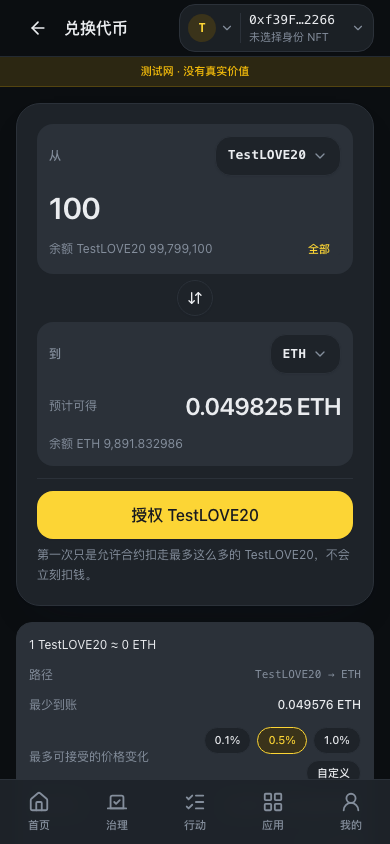 兑换代币
T
0xf39F…2266
未选择身份 NFT
测试网 · 没有真实价值
从
TestLOVE20
100
余额 TestLOVE20 99,799,100
全部
到
ETH
预计可得
0.049825 ETH
余额 ETH 9,891.832986
授权 TestLOVE20
第一次只是允许合约扣走最多这么多的 TestLOVE20，不会
立刻扣钱。
1 TestLOVE20 ≈ 0 ETH
路径
TestLOVE20 → ETH
最少到账
0.049576 ETH
0.1%
0.5%
1.0%
最多可接受的价格变化
自定义
首页
治理
行动
应用
我的